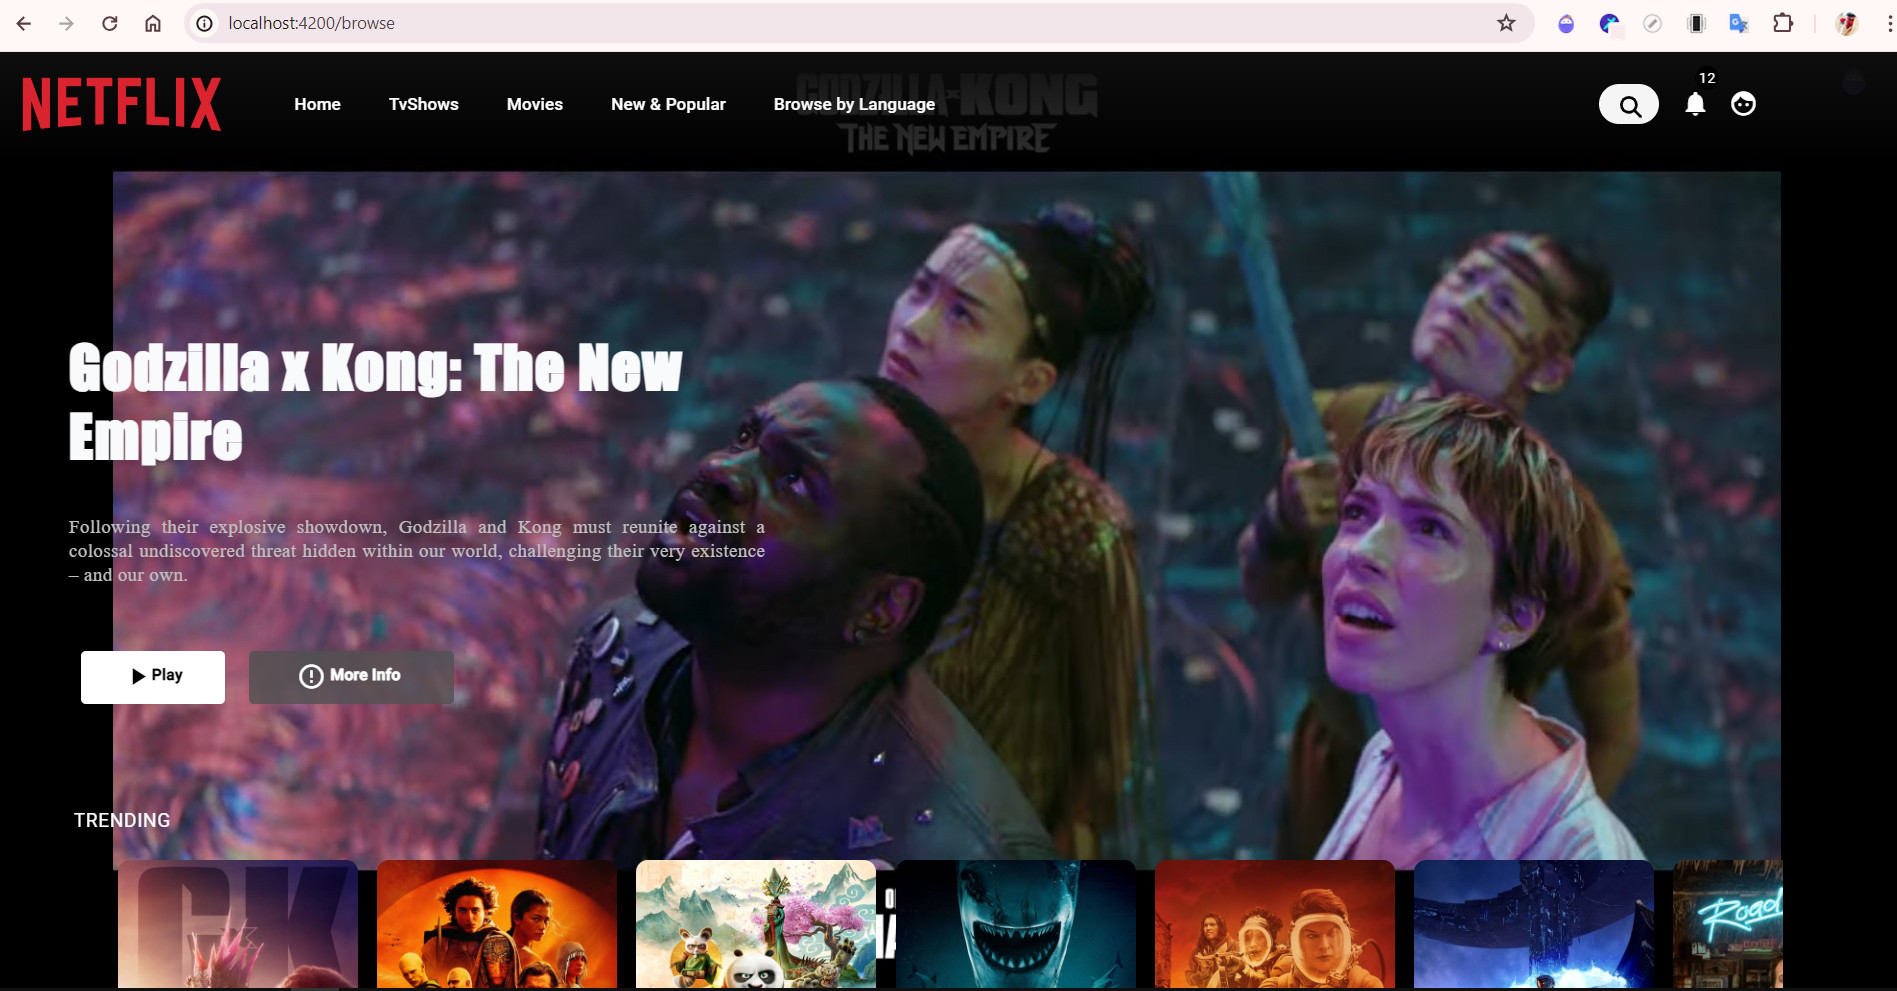 localhost:4200/browse
NETFLIX
Home TvShows Movies New & Popular Browse by Language
12
GODZILLA x KONG
THE NEW EMPIRE
Godzilla x Kong: The New
Empire
Following their explosive showdown, Godzilla and Kong must reunite against a
colossal undiscovered threat hidden within our world, challenging their very existence
– and our own.
Play More Info
TRENDING
GK
Road